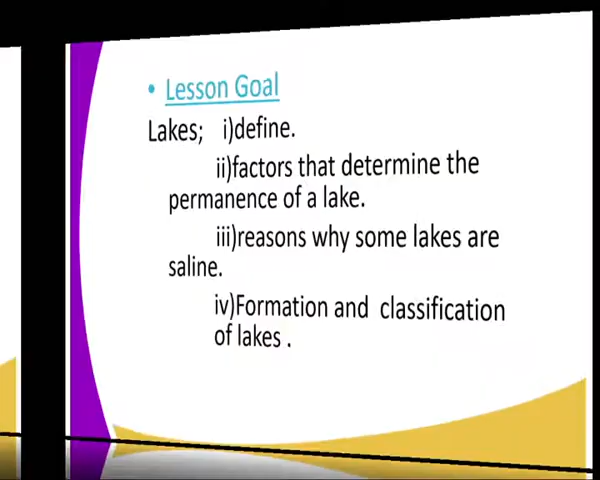 • Lesson Goal
Lakes; i)define.
ii)factors that determine the
permanence of a lake.
iii)reasons why some lakes are
saline.
iv)Formation and classification
of lakes .